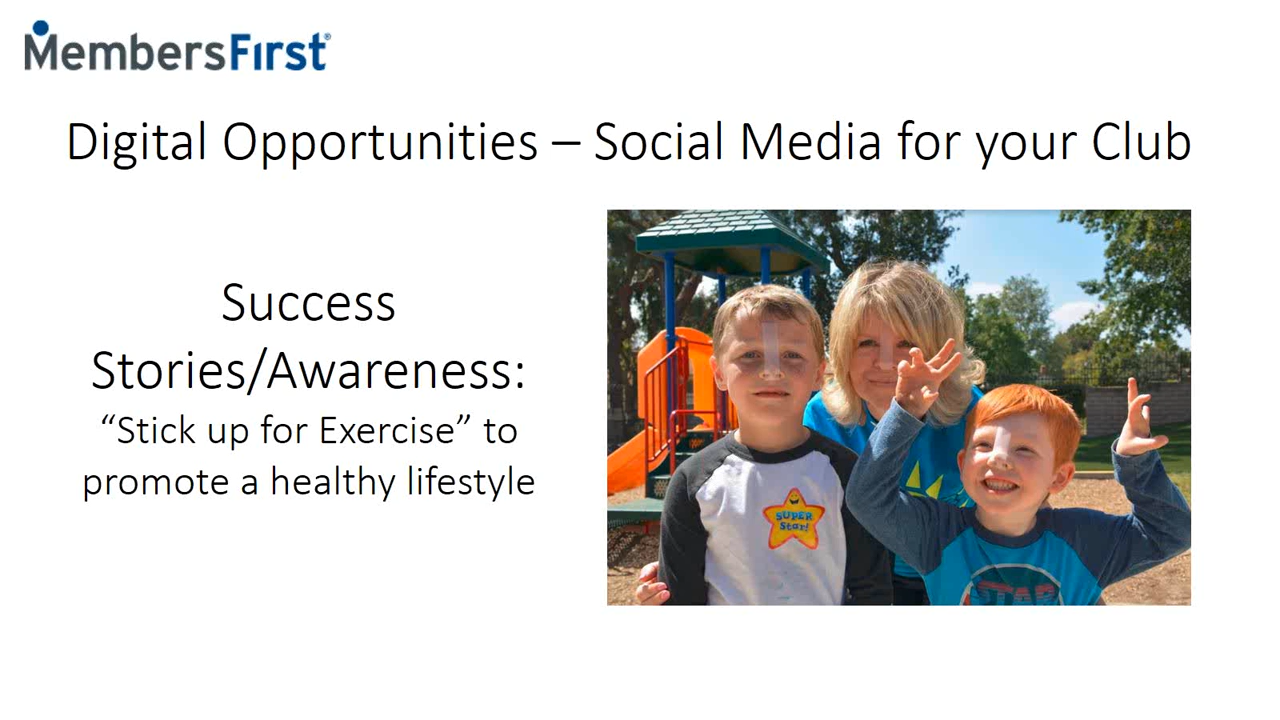 MembersFirst®
Digital Opportunities – Social Media for your Club
Success
Stories/Awareness:
“Stick up for Exercise” to
promote a healthy lifestyle
SUPER
Star!
STAR